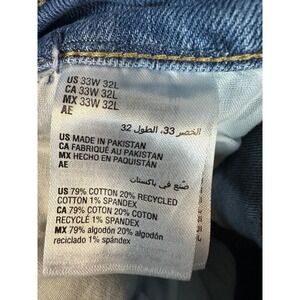 US 33W 32L
CA 33W 32L
MX 33W 32L
AE
الخصر 33، الطول 32
US MADE IN PAKISTAN
CA FABRIQUÉ AU PAKISTAN
MX HECHO EN PAQUISTÁN
AE
صنع في باكستان
US 79% COTTON 20% RECYCLED
COTTON 1% SPANDEX
CA 79% COTON 20% COTON
RECYCLÉ 1% SPANDEX
MX 79% algodón 20% algodón
reciclado 1% spándex